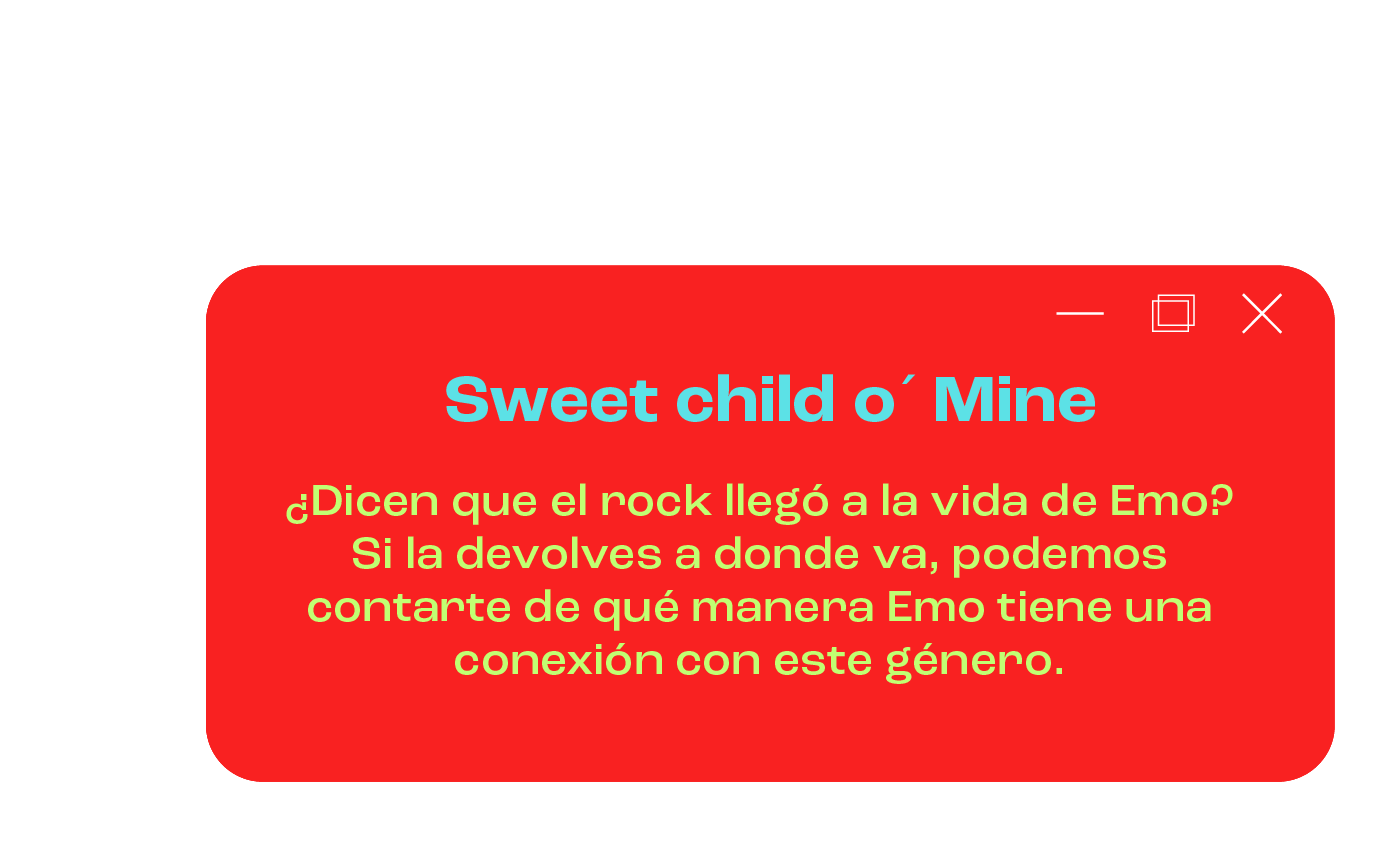 Sweet child o´ Mine
¿Dicen que el rock llegó a la vida de Emo?
Si la devolves a donde va, podemos
contarte de qué manera Emo tiene una
conexión con este género.